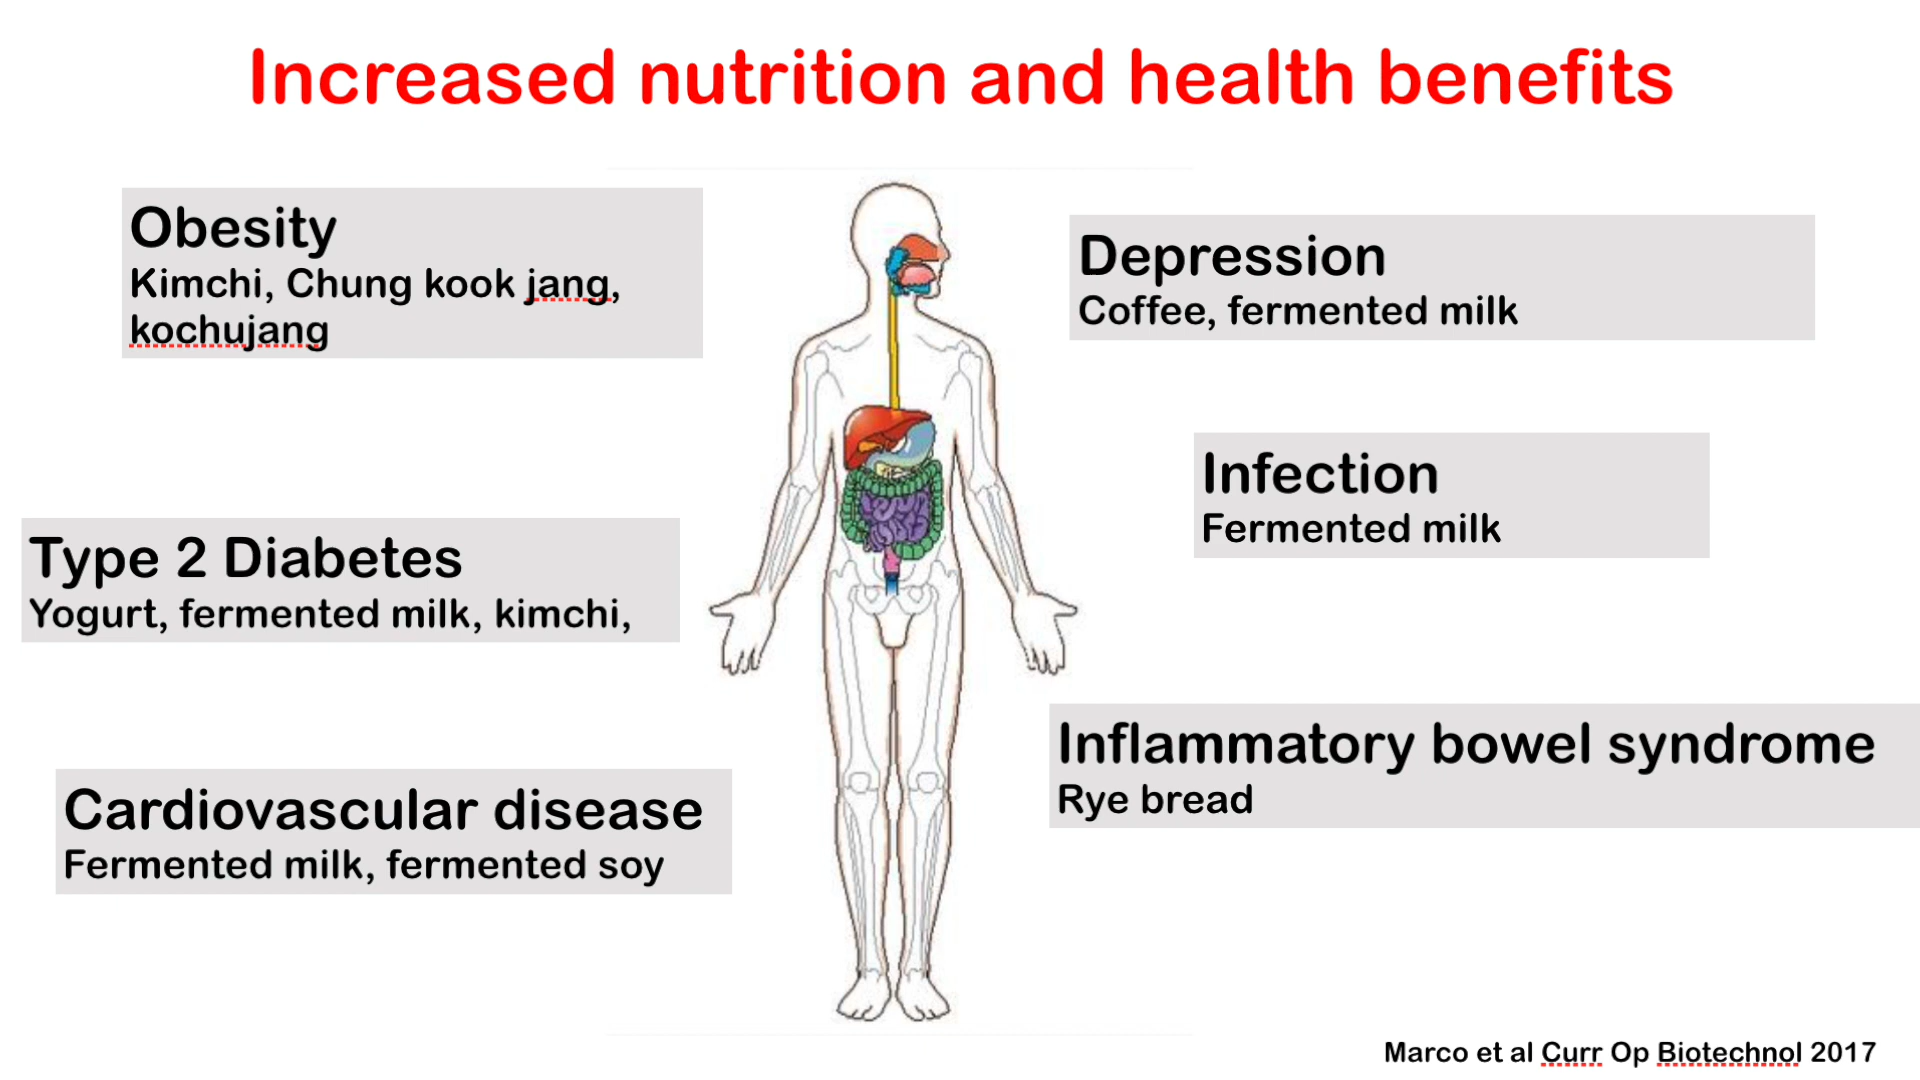 Increased nutrition and health benefits
Obesity
Kimchi, Chung kook jang,
kochujang
Depression
Coffee, fermented milk
Infection
Fermented milk
Type 2 Diabetes
Yogurt, fermented milk, kimchi,
Inflammatory bowel syndrome
Rye bread
Cardiovascular disease
Fermented milk, fermented soy
Marco et al Curr Op Biotechnol 2017